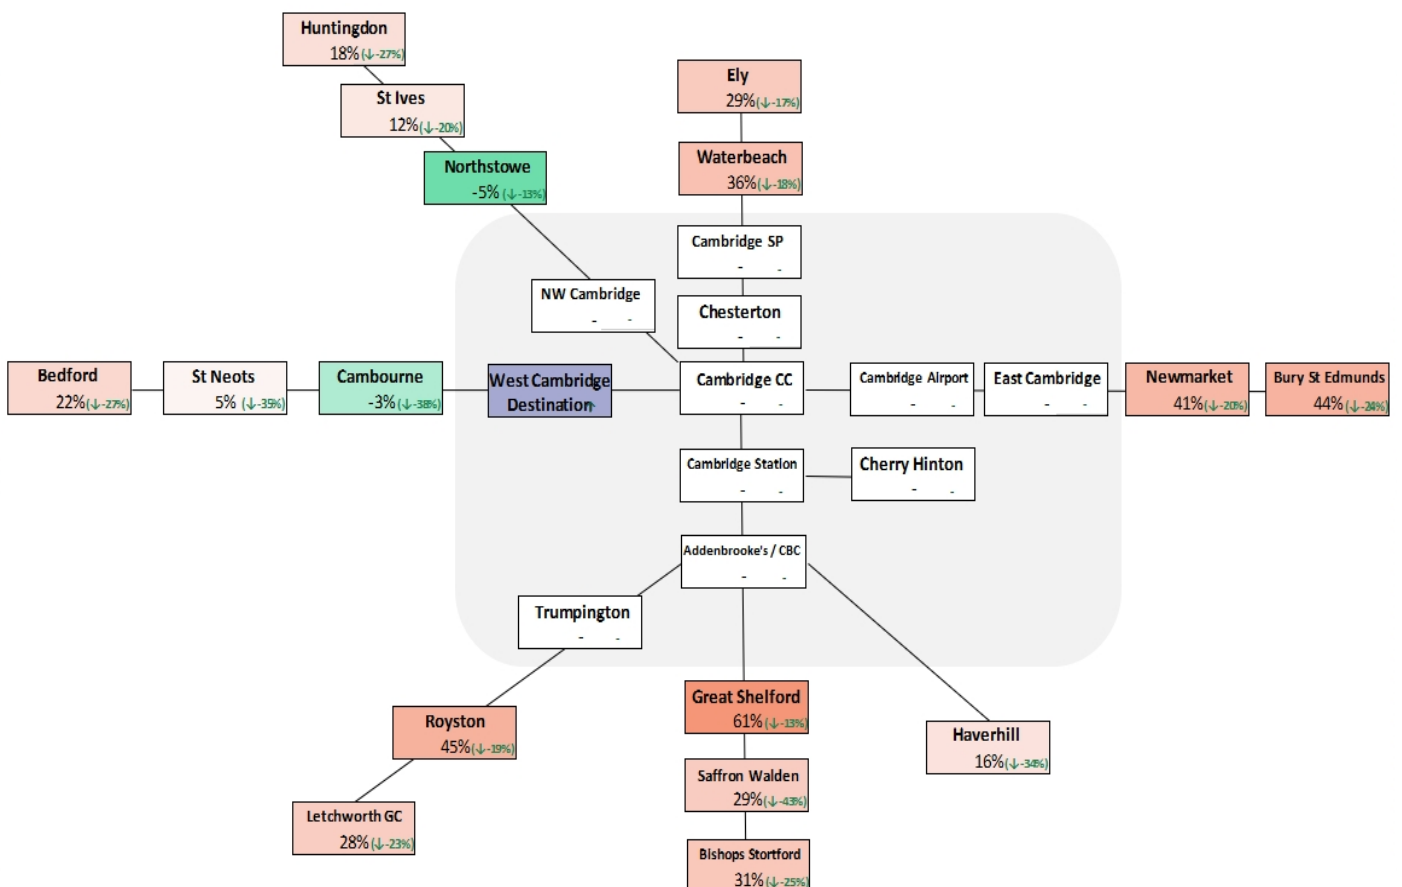 Huntingdon
18%(↓-27%)
St Ives
12%(↓-20%)
Northstowe
-5% (↓-13%)
Ely
29%(↓-17%)
Waterbeach
36%(↓-18%)
Cambridge SP
- -
NW Cambridge
- -
Chesterton
- -
Bedford
22%(↓-27%)
St Neots
5% (↓-35%)
Cambourne
-3% (↓-38%)
West Cambridge
Destination↑
Cambridge CC
- -
Cambridge Airport
- -
East Cambridge
- -
Newmarket
41%(↓-20%)
Bury St Edmunds
44%(↓-24%)
Cambridge Station
- -
Cherry Hinton
- -
Addenbrooke's / CBC
- -
Trumpington
- -
Great Shelford
61%(↓-13%)
Royston
45%(↓-19%)
Haverhill
16%(↓-34%)
Saffron Walden
29%(↓-43%)
Letchworth GC
28%(↓-23%)
Bishops Stortford
31%(↓-25%)